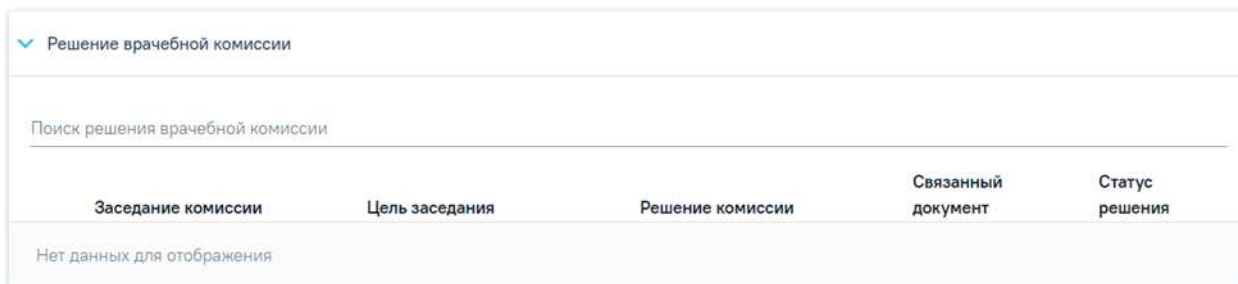 Решение врачебной комиссии
Поиск решения врачебной комиссии
Заседание комиссии Цель заседания Решение комиссии Связанный документ Статус решения
Нет данных для отображения